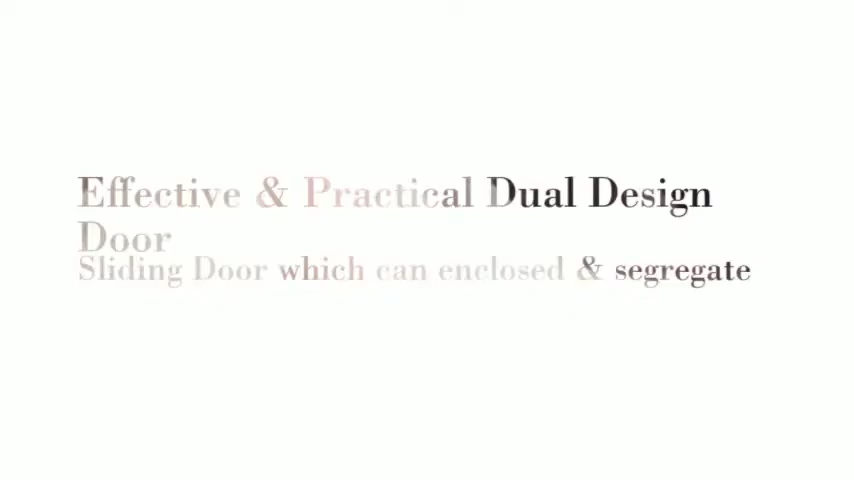 Effective & Practical Dual Design
Door
Sliding Door which can enclosed & segregate